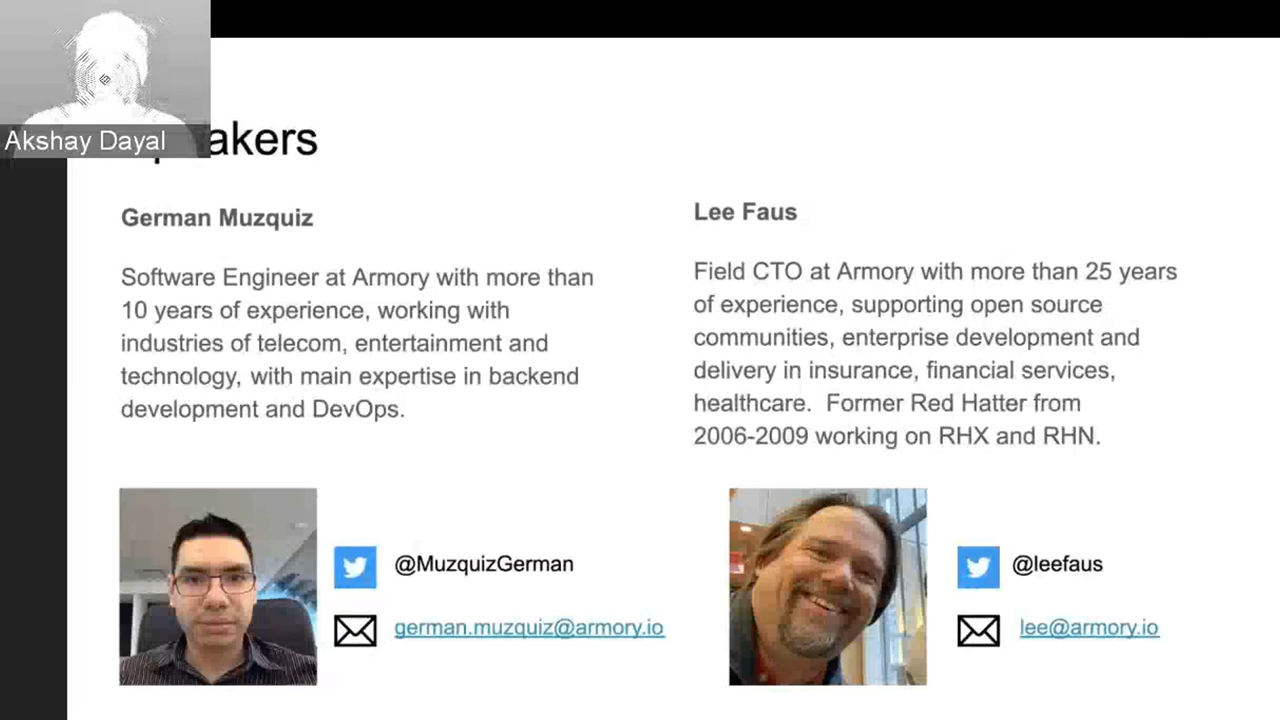 Akshay Dayal
akers
German Muzquiz
Software Engineer at Armory with more than
10 years of experience, working with
industries of telecom, entertainment and
technology, with main expertise in backend
development and DevOps.
@MuzquizGerman
german.muzquiz@armory.io
Lee Faus
Field CTO at Armory with more than 25 years
of experience, supporting open source
communities, enterprise development and
delivery in insurance, financial services,
healthcare.  Former Red Hatter from
2006-2009 working on RHX and RHN.
@leefaus
lee@armory.io